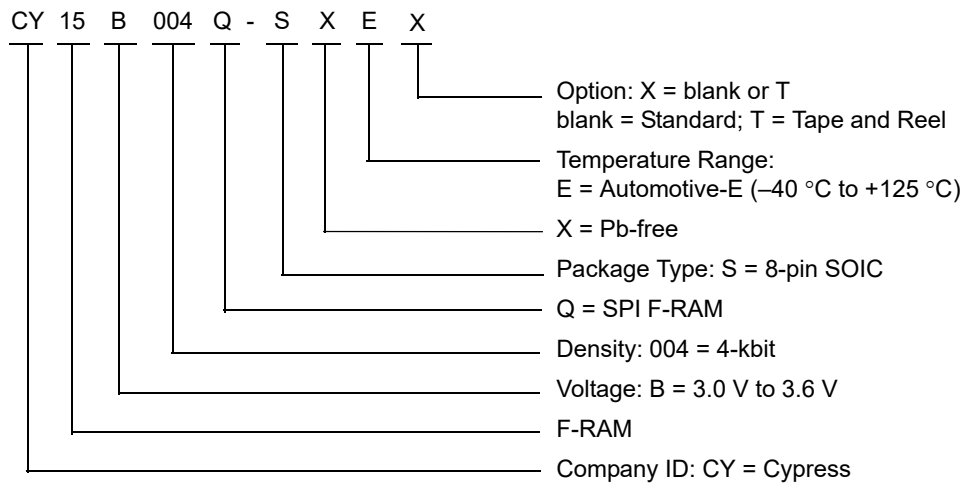 CY 15 B 004 Q - S X E X
Option: X = blank or T
blank = Standard; T = Tape and Reel
Temperature Range:
E = Automotive-E (–40 °C to +125 °C)
X = Pb-free
Package Type: S = 8-pin SOIC
Q = SPI F-RAM
Density: 004 = 4-kbit
Voltage: B = 3.0 V to 3.6 V
F-RAM
Company ID: CY = Cypress